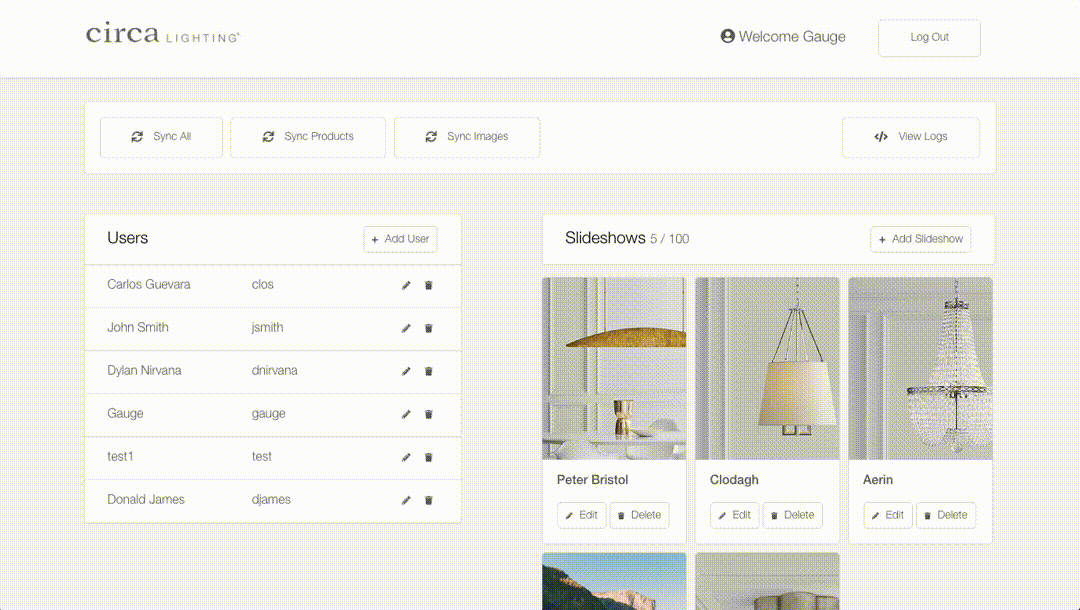 circa LIGHTING
Welcome Gauge
Log Out
Sync All
Sync Products
Sync Images
View Logs
Users
+ Add User
Carlos Guevara clos
John Smith jsmith
Dylan Nirvana dnirvana
Gauge gauge
test1 test
Donald James djames
Slideshows 5 / 100
+ Add Slideshow
Peter Bristol
Edit Delete
Clodagh
Edit Delete
Aerin
Edit Delete